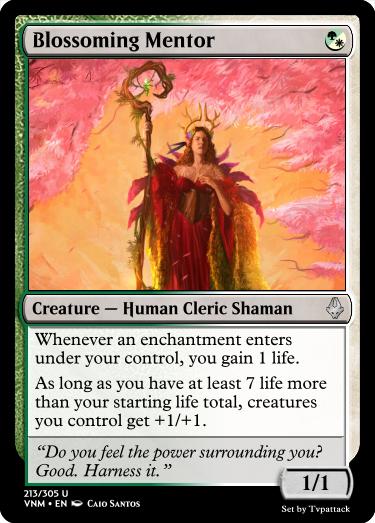 Blossoming Mentor
Creature — Human Cleric Shaman
Whenever an enchantment enters
under your control, you gain 1 life.
As long as you have at least 7 life more
than your starting life total, creatures
you control get +1/+1.
"Do you feel the power surrounding you?
Good. Harness it."
1/1
213/305 U
VNM • EN Caio Santos
Set by Tvpattack